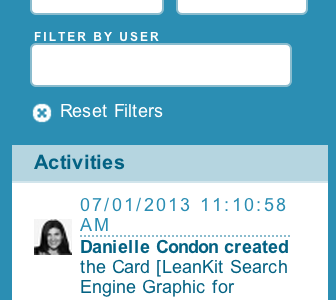 FILTER BY USER
Reset Filters
Activities
07/01/2013 11:10:58
AM
Danielle Condon created
the Card [LeanKit Search
Engine Graphic for